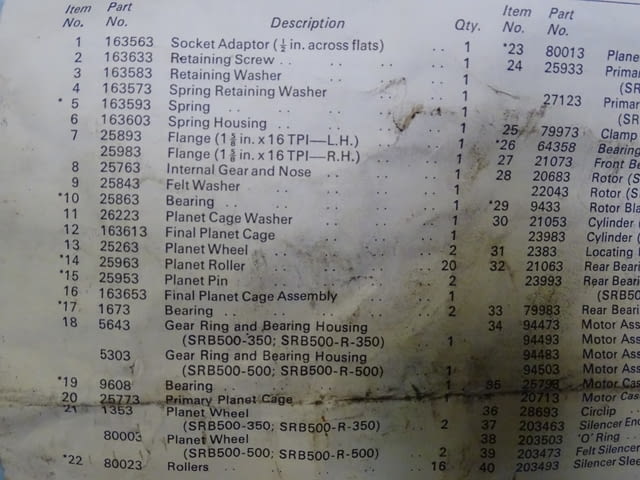 Item No. Part No. Description Qty.
1 163563 Socket Adaptor (½ in. across flats) .. 1
2 163633 Retaining Screw .. .. .. .. 1
3 163583 Retaining Washer .. .. .. 1
4 163573 Spring Retaining Washer .. .. 1
*5 163593 Spring .. .. .. .. 1
6 163603 Spring Housing .. .. .. .. 1
7 25893 Flange (1⅝ in. x 16 TPI—L.H.) .. .. 1
25983 Flange (1⅝ in. x 16 TPI—R.H.) .. .. 1
8 25763 Internal Gear and Nose .. .. .. 1
9 25843 Felt Washer .. .. .. .. 1
*10 25863 Bearing .. .. .. .. 1
11 26223 Planet Cage Washer .. .. .. 1
12 163613 Final Planet Cage .. .. .. 1
13 25263 Planet Wheel .. .. .. .. 2
*14 25963 Planet Roller .. .. .. .. 20
*15 25953 Planet Pin .. .. .. .. 2
16 163653 Final Planet Cage Assembly .. .. 1
*17 1673 Bearing .. .. .. .. 2
18 5643 Gear Ring and Bearing Housing
(SRB500-350; SRB500-R-350) .. 1
5303 Gear Ring and Bearing Housing
(SRB500-500; SRB500-R-500) .. 1
*19 9608 Bearing .. .. .. .. 1
20 25773 Primary Planet Cage .. .. .. 1
21 1353 Planet Wheel
(SRB500-350; SRB500-R-350) .. 2
80003 Planet Wheel
(SRB500-500; SRB500-R-500) .. 2
*22 80023 Rollers .. .. .. .. 16
Item No. Part No.
*23 80013 Plane
24 25933 Primar
(SRB
27123 Primar
(SR
25 79973 Clamp
*26 64358 Bearing
27 21073 Front Be
28 20683 Rotor (S
22043 Rotor (S
*29 9433 Rotor Bla
30 21053 Cylinder (
23983 Cylinder (
31 2383 Locating
32 21063 Rear Beari
23993 Rear Beari
(SRB50
33 79983 Rear Beari
34 94473 Motor Ass
94493 Motor Ass
94483 Motor Ass
94503 Motor Ass
35 25793 Motor Cas
20713 Motor Cas
36 28693 Circlip ..
37 203463 Silencer End
38 203503 'O' Ring ..
39 203473 Felt Silencer
40 203493 Silencer Slee